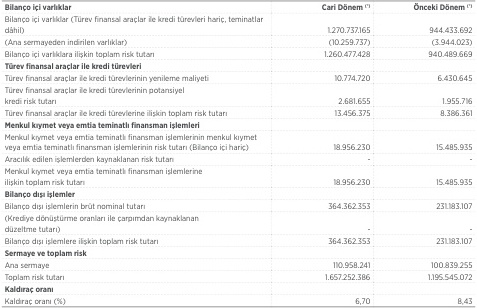 Bilanço içi varlıklar Cari Dönem (*) Önceki Dönem (*)
Bilanço içi varlıklar (Türev finansal araçlar ile kredi türevleri hariç, teminatlar
dâhil) 1.270.737.165 944.433.692
(Ana sermayeden indirilen varlıklar) (10.259.737) (3.944.023)
Bilanço içi varlıklara ilişkin toplam risk tutarı 1.260.477.428 940.489.669
Türev finansal araçlar ile kredi türevleri
Türev finansal araçlar ile kredi türevlerinin yenileme maliyeti 10.774.720 6.430.645
Türev finansal araçlar ile kredi türevlerinin potansiyel
kredi risk tutarı 2.681.655 1.955.716
Türev finansal araçlar ile kredi türevlerine ilişkin toplam risk tutarı 13.456.375 8.386.361
Menkul kıymet veya emtia teminatlı finansman işlemleri
Menkul kıymet veya emtia teminatlı finansman işlemlerinin menkul kıymet
veya emtia teminatlı finansman işlemlerinin risk tutarı (Bilanço içi hariç) 18.956.230 15.485.935
Aracılık edilen işlemlerden kaynaklanan risk tutarı - -
Menkul kıymet veya emtia teminatlı finansman işlemlerine
ilişkin toplam risk tutarı 18.956.230 15.485.935
Bilanço dışı işlemler
Bilanço dışı işlemlerin brüt nominal tutarı 364.362.353 231.183.107
(Krediye dönüştürme oranları ile çarpımdan kaynaklanan
düzeltme tutarı) - -
Bilanço dışı işlemlere ilişkin toplam risk tutarı 364.362.353 231.183.107
Sermaye ve toplam risk
Ana sermaye 110.958.241 100.839.255
Toplam risk tutarı 1.657.252.386 1.195.545.072
Kaldıraç oranı
Kaldıraç oranı (%) 6,70 8,43